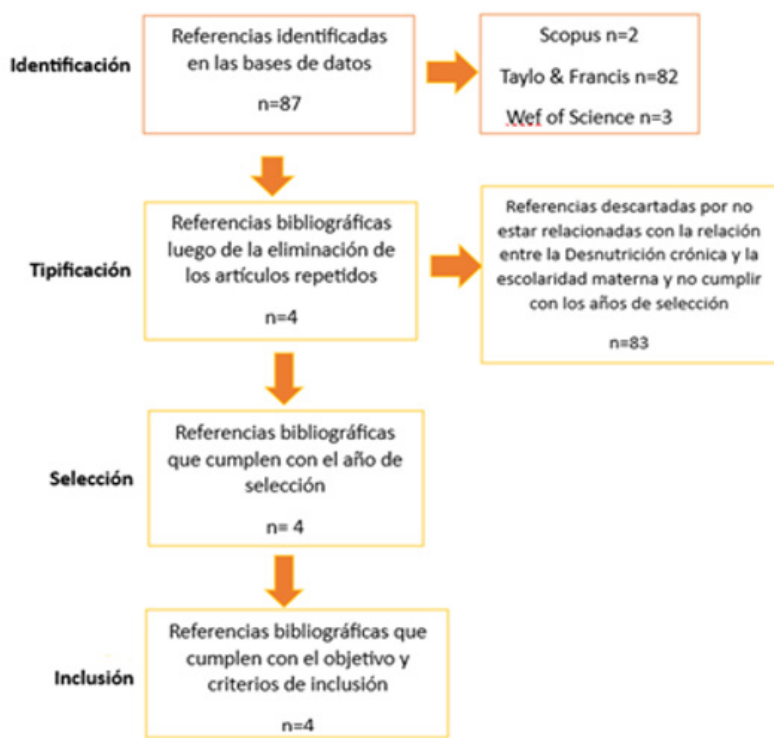 Identificación
Referencias identificadas
en las bases de datos
n=87
Scopus n=2
Taylo & Francis n=82
Wef of Science n=3
Tipificación
Referencias bibliográficas
luego de la eliminación de
los artículos repetidos
n=4
Referencias descartadas por no
estar relacionadas con la relación
entre la Desnutrición crónica y la
escolaridad materna y no cumplir
con los años de selección
n=83
Selección
Referencias bibliográficas
que cumplen con el año de
selección
n= 4
Inclusión
Referencias bibliográficas que
cumplen con el objetivo y
criterios de inclusión
n=4